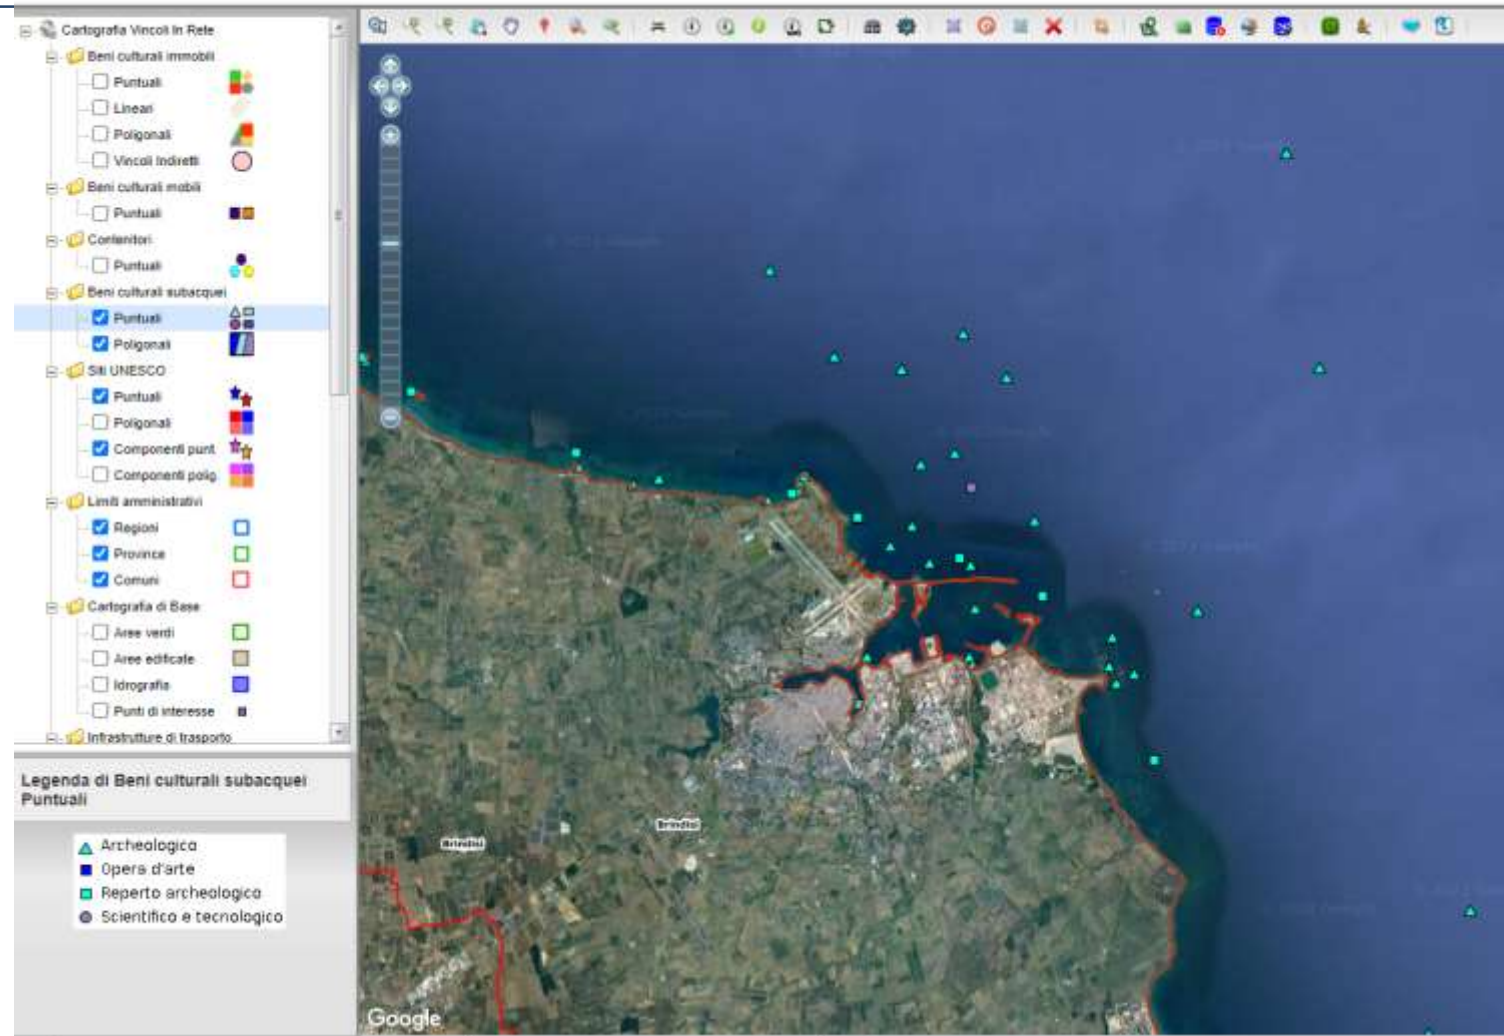 Cartografia Vincoli In Rete
Beni culturali immobili
Puntuali
Lineari
Poligonali
Vincoli Indiretti
Beni culturali mobili
Puntuali
Contenitori
Puntuali
Beni culturali subacquei
Puntuali
Poligonali
Siti UNESCO
Puntuali
Poligonali
Componenti punt
Componenti polig
Limiti amministrativi
Regioni
Province
Comuni
Cartografia di Base
Aree verdi
Aree edificate
Idrografia
Punti di interesse
Infrastrutture di trasporto
Legenda di Beni culturali subacquei
Puntuali
Archeologico
Opera d'arte
Reperto archeologico
Scientifico e tecnologico
Brindisi
Brindisi
Google